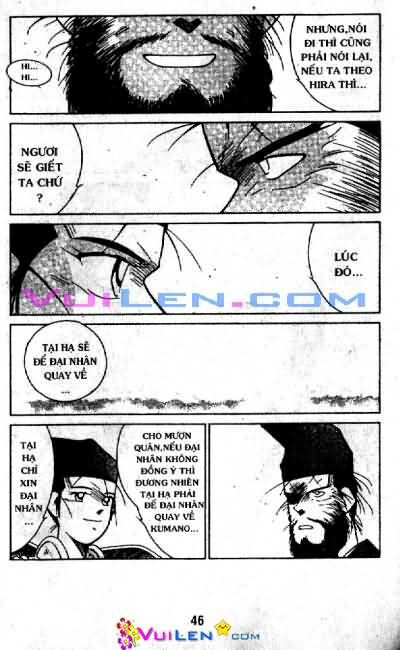 NHƯNG,NÓI
ĐI THÌ CŨNG
PHẢI NÓI LẠI,
NẾU TA THEO
HIRA THÌ...
HI...
HI...
NGƯƠI
SẼ GIẾT
TA CHỨ
?
LÚC
ĐÓ...
VUILEN.COM
TẠI HẠ SẼ
ĐỂ ĐẠI NHÂN
QUAY VỀ
...
CHO MƯỢN
QUÂN,NẾU ĐẠI
NHÂN KHÔNG
ĐỒNG Ý THÌ
ĐƯƠNG NHIÊN
TẠI HẠ PHẢI
ĐỂ ĐẠI NHÂN
QUAY VỀ
KUMANO...
TẠI
HẠ
CHỈ
XIN
ĐẠI
NHÂN
...
46
VUILEN.COM